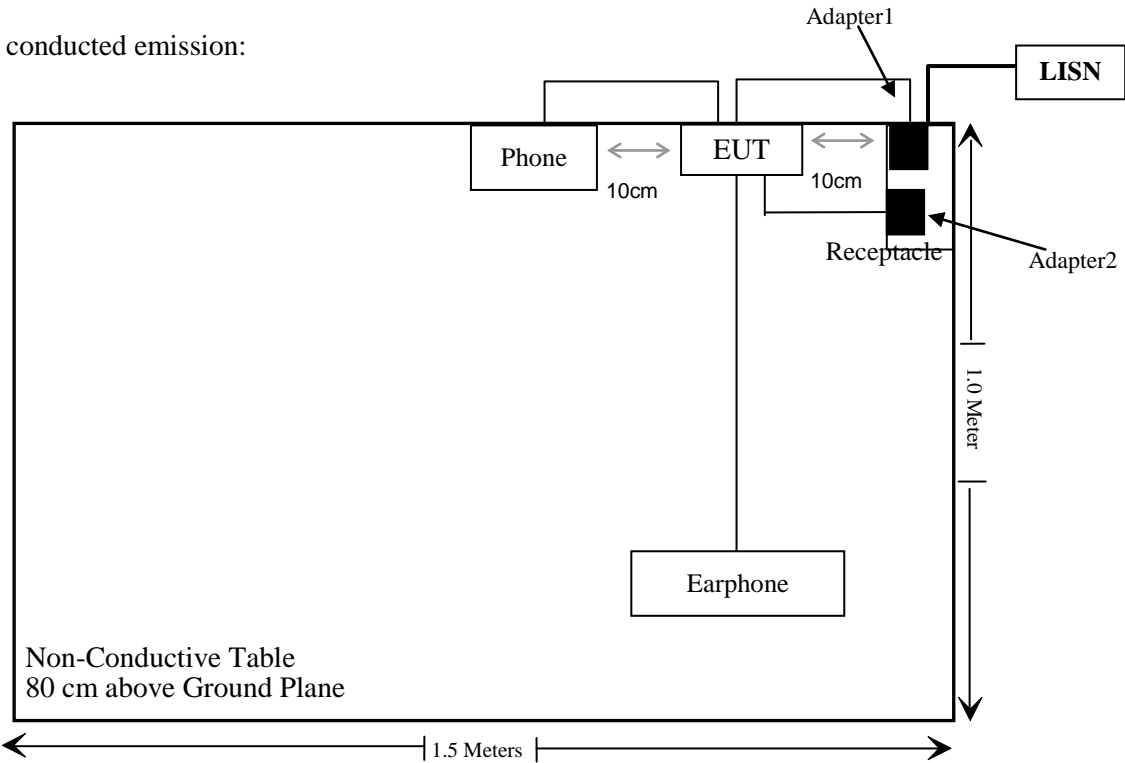 Adapter1
conducted emission:
LISN
Phone
EUT
10cm
10cm
Receptacle
Adapter2
1.0 Meter
Earphone
Non-Conductive Table
80 cm above Ground Plane
1.5 Meters